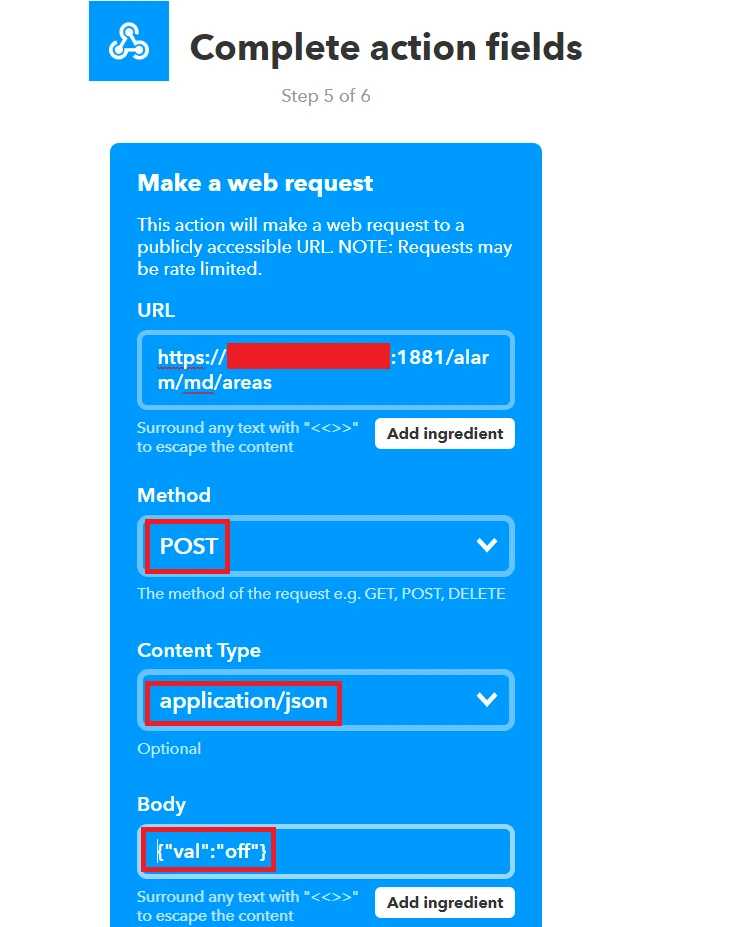 Complete action fields
Step 5 of 6
Make a web request
This action will make a web request to a
publicly accessible URL. NOTE: Requests may
be rate limited.
URL
https://
:1881/alar
m/md/areas
Surround any text with "<<>>"
to escape the content
Add ingredient
Method
POST
The method of the request e.g. GET, POST, DELETE
Content Type
application/json
Optional
Body
{"val":"off"}
Surround any text with "<<>>"
to escape the content
Add ingredient